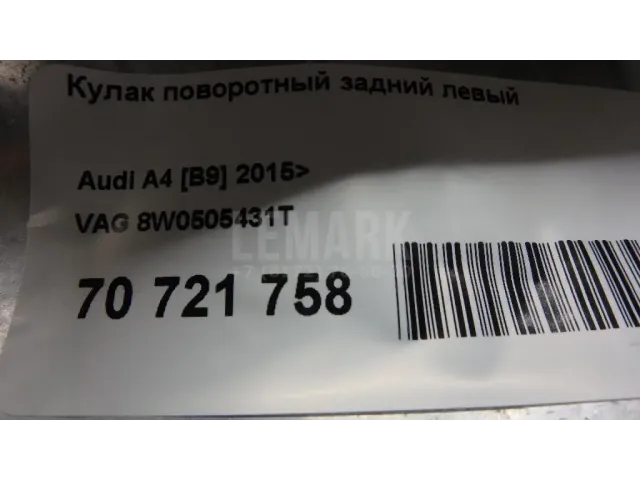 Кулак поворотный задний левый
Audi A4 [B9] 2015>
VAG 8W0505431T
LEMARK
70 721 758